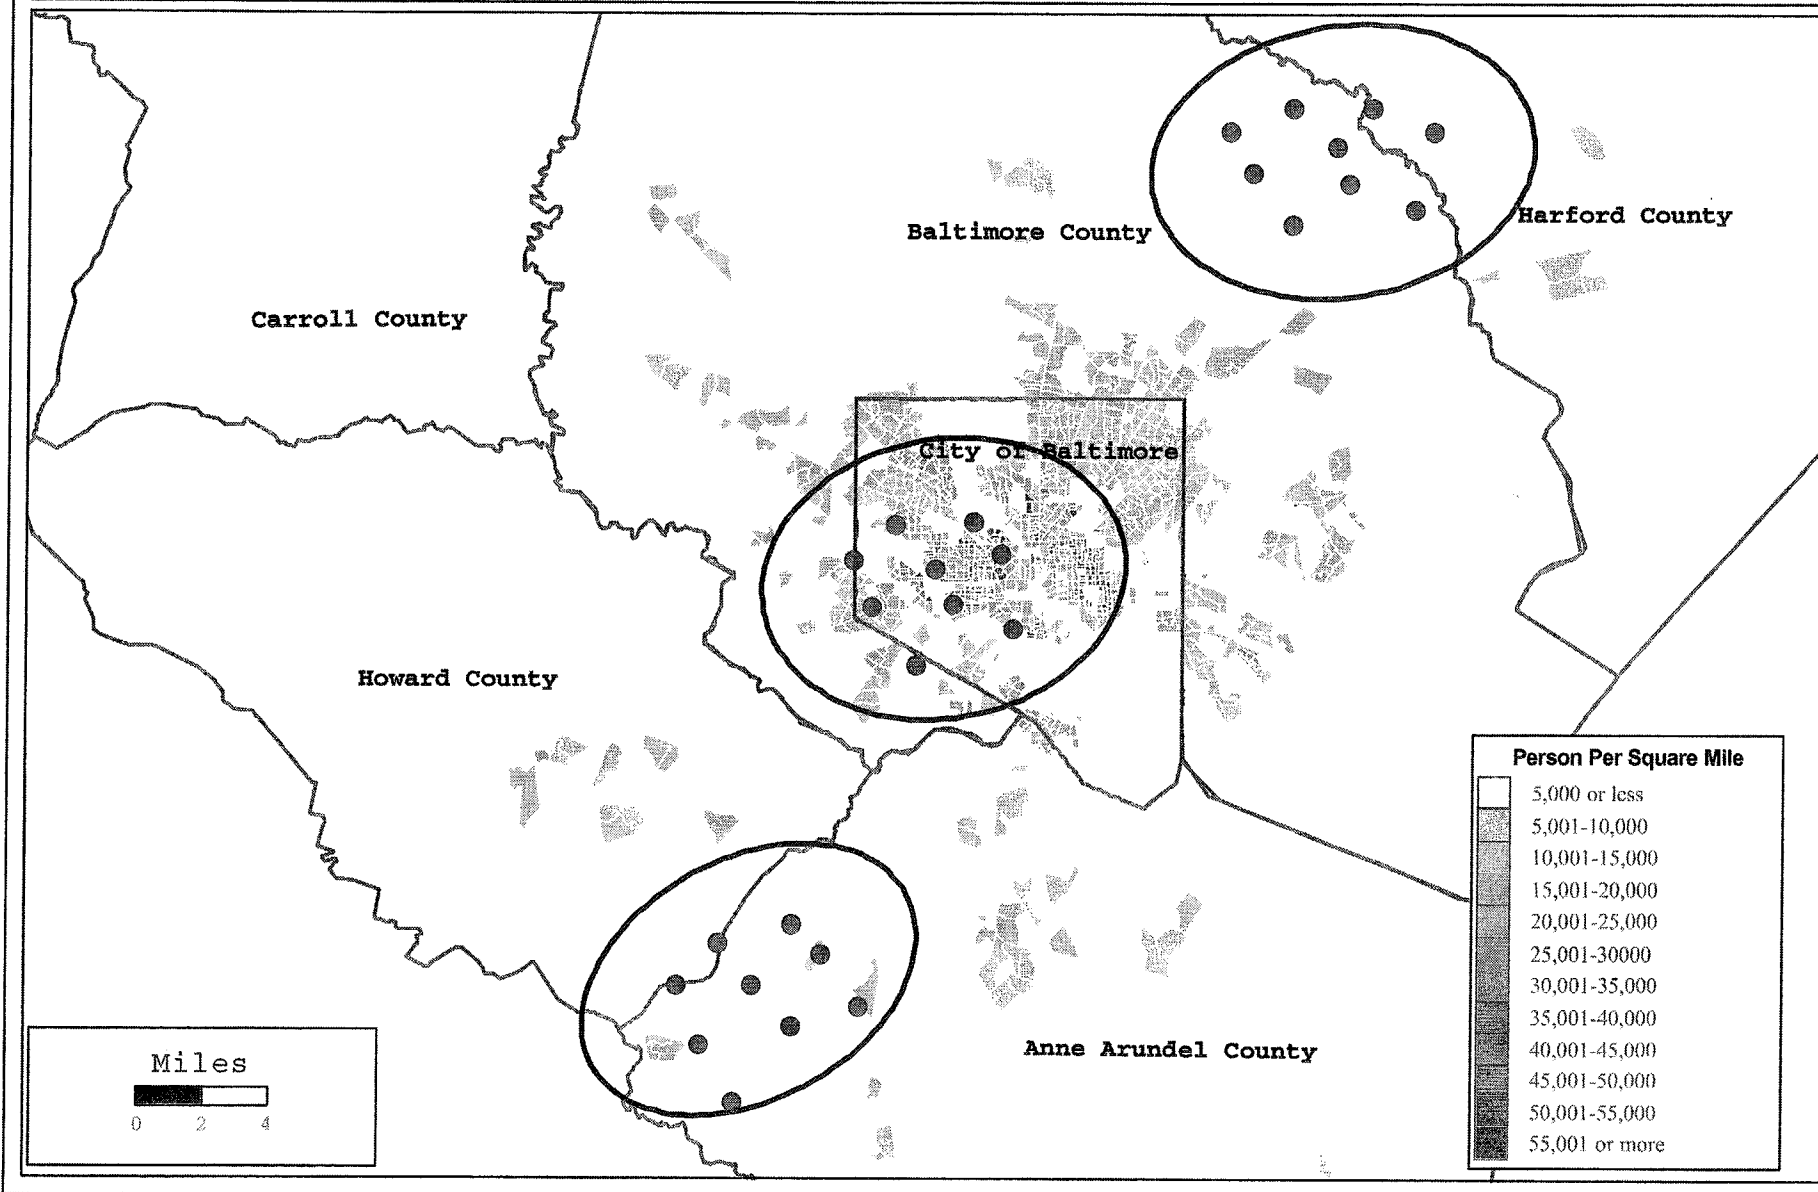 Baltimore County
Harford County
Carroll County
City of Baltimore
Howard County
Anne Arundel County
Miles
0 2 4
Person Per Square Mile
5,000 or less
5,001-10,000
10,001-15,000
15,001-20,000
20,001-25,000
25,001-30000
30,001-35,000
35,001-40,000
40,001-45,000
45,001-50,000
50,001-55,000
55,001 or more